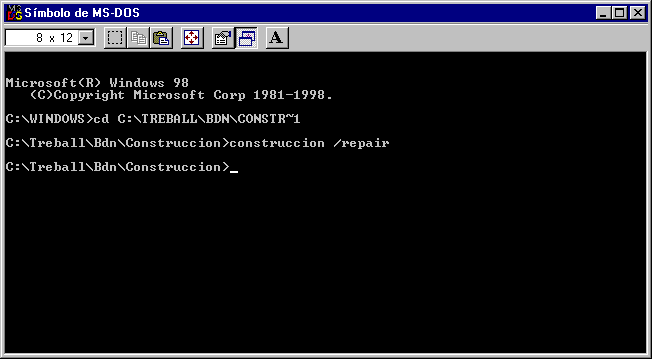 Símbolo de MS-DOS
8 x 12
A
Microsoft(R) Windows 98
(C)Copyright Microsoft Corp 1981-1998.
C:\WINDOWS>cd C:\TREBALL\BDN\CONSTR~1
C:\Treball\Bdn\Construccion>construccion /repair
C:\Treball\Bdn\Construccion>_